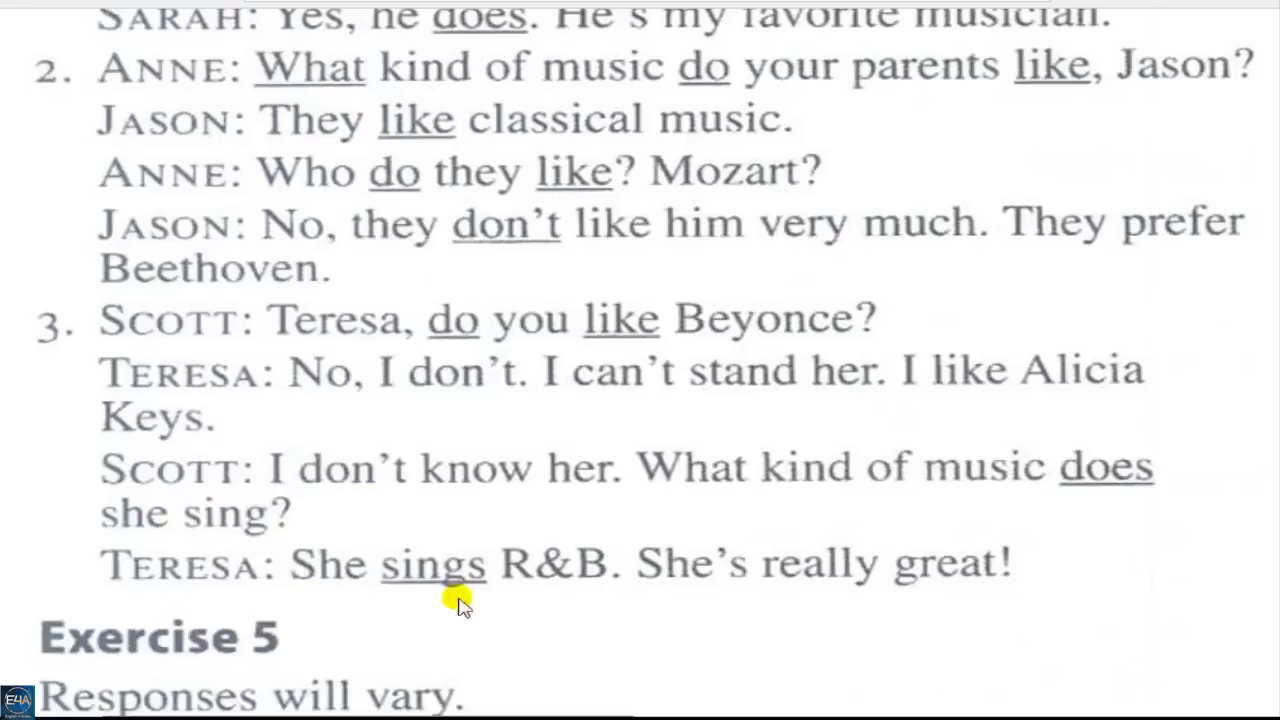 SARAH: Yes, he does. He's my favorite musician.
2. ANNE: What kind of music do your parents like, Jason?
JASON: They like classical music.
ANNE: Who do they like? Mozart?
JASON: No, they don't like him very much. They prefer
Beethoven.
3. SCOTT: Teresa, do you like Beyonce?
TERESA: No, I don't. I can't stand her. I like Alicia
Keys.
SCOTT: I don't know her. What kind of music does
she sing?
TERESA: She sings R&B. She's really great!
Exercise 5
Responses will vary.
E4A